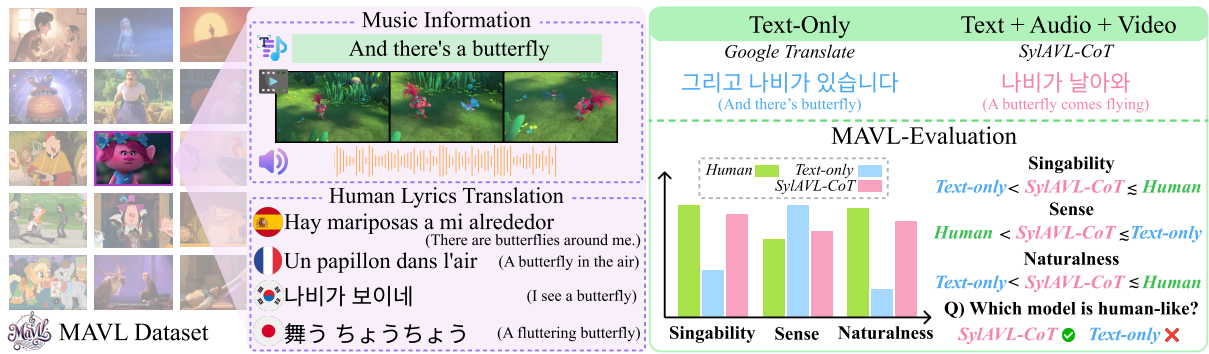 MAVL
MAVL Dataset
Music Information
T
And there's a butterfly
Human Lyrics Translation
Hay mariposas a mi alrededor
(There are butterflies around me.)
Un papillon dans l'air (A butterfly in the air)
나비가 보이네 (I see a butterfly)
舞う ちょうちょう (A fluttering butterfly)
Text-Only
Google Translate
그리고 나비가 있습니다
(And there's butterfly)
Text + Audio + Video
SylAVL-CoT
나비가 날아와
(A butterfly comes flying)
MAVL-Evaluation
Human Text-only
SylAVL-CoT
Singability Sense Naturalness
Singability
Text-only < SylAVL-CoT ≲ Human
Sense
Human < SylAVL-CoT ≲ Text-only
Naturalness
Text-only < SylAVL-CoT ≲ Human
Q) Which model is human-like?
SylAVL-CoT Text-only